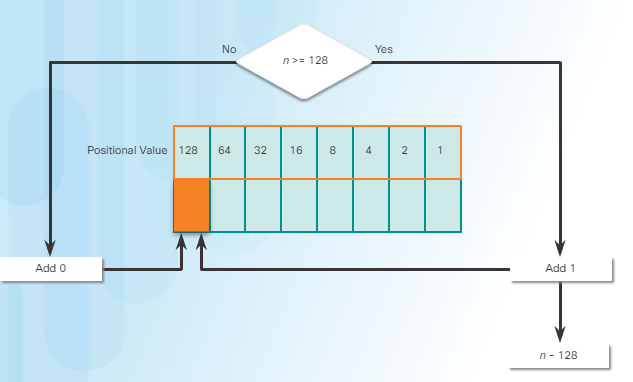 No
Yes
n >= 128
Positional Value
128 64 32 16 8 4 2 1
Add 0
Add 1
n - 128